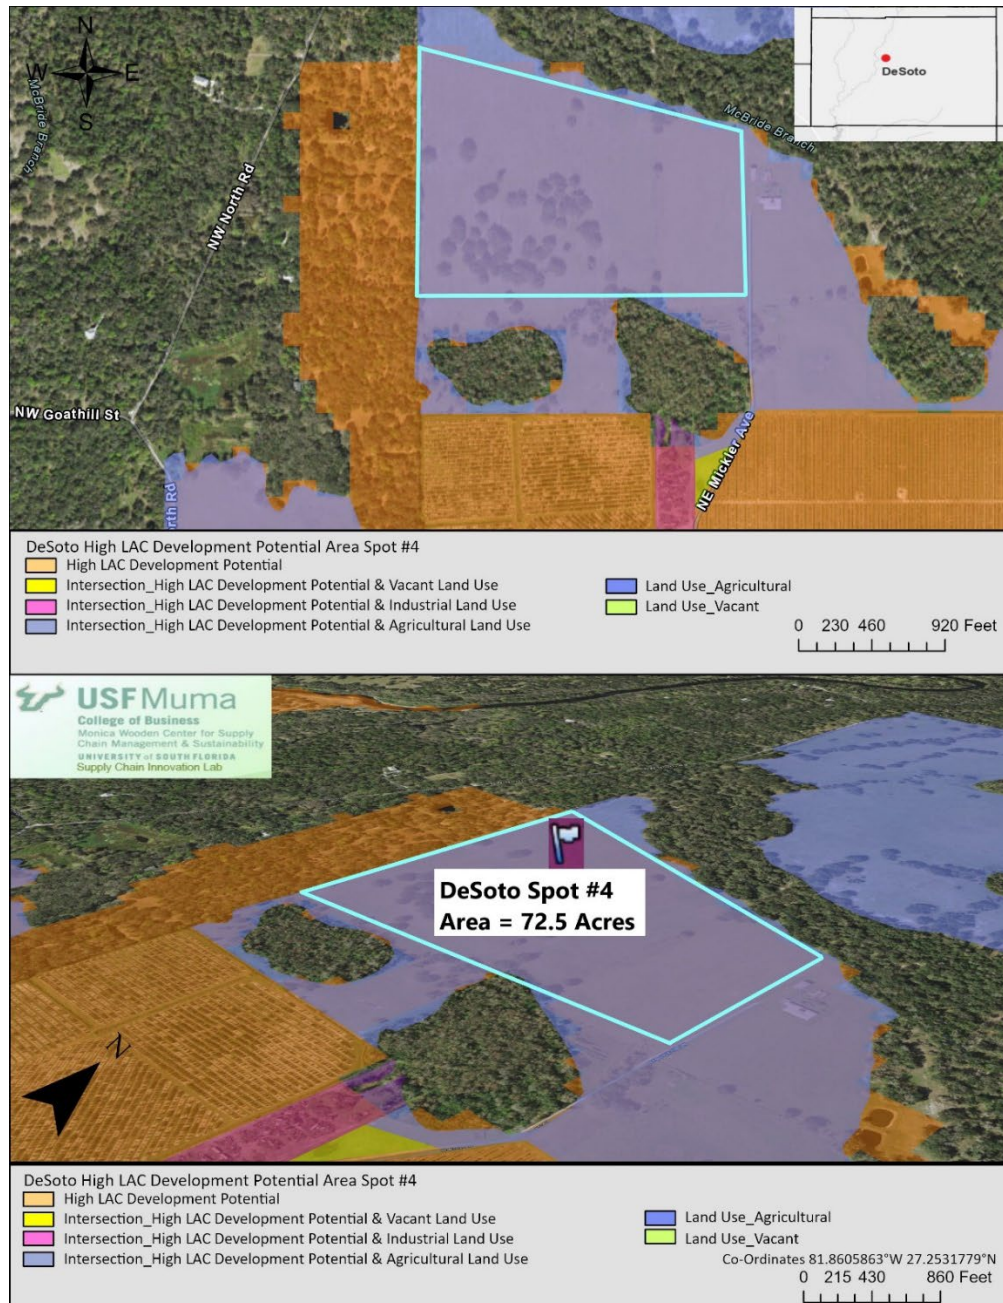 N
W E
S
DeSoto
McBride Branch
McBride Branch
NW North Rd
NW Goathill St
NE Mickler Ave
orth Rd
DeSoto High LAC Development Potential Area Spot #4
High LAC Development Potential
Intersection_High LAC Development Potential & Vacant Land Use
Intersection_High LAC Development Potential & Industrial Land Use
Intersection_High LAC Development Potential & Agricultural Land Use
Land Use_Agricultural
Land Use_Vacant
0 230 460 920 Feet
USF Muma
College of Business
Monica Wooden Center for Supply
Chain Management & Sustainability
UNIVERSITY of SOUTH FLORIDA
Supply Chain Innovation Lab
DeSoto Spot #4
Area = 72.5 Acres
N
DeSoto High LAC Development Potential Area Spot #4
High LAC Development Potential
Intersection_High LAC Development Potential & Vacant Land Use
Intersection_High LAC Development Potential & Industrial Land Use
Intersection_High LAC Development Potential & Agricultural Land Use
Land Use_Agricultural
Land Use_Vacant
Co-Ordinates 81.8605863°W 27.2531779°N
0 215 430 860 Feet